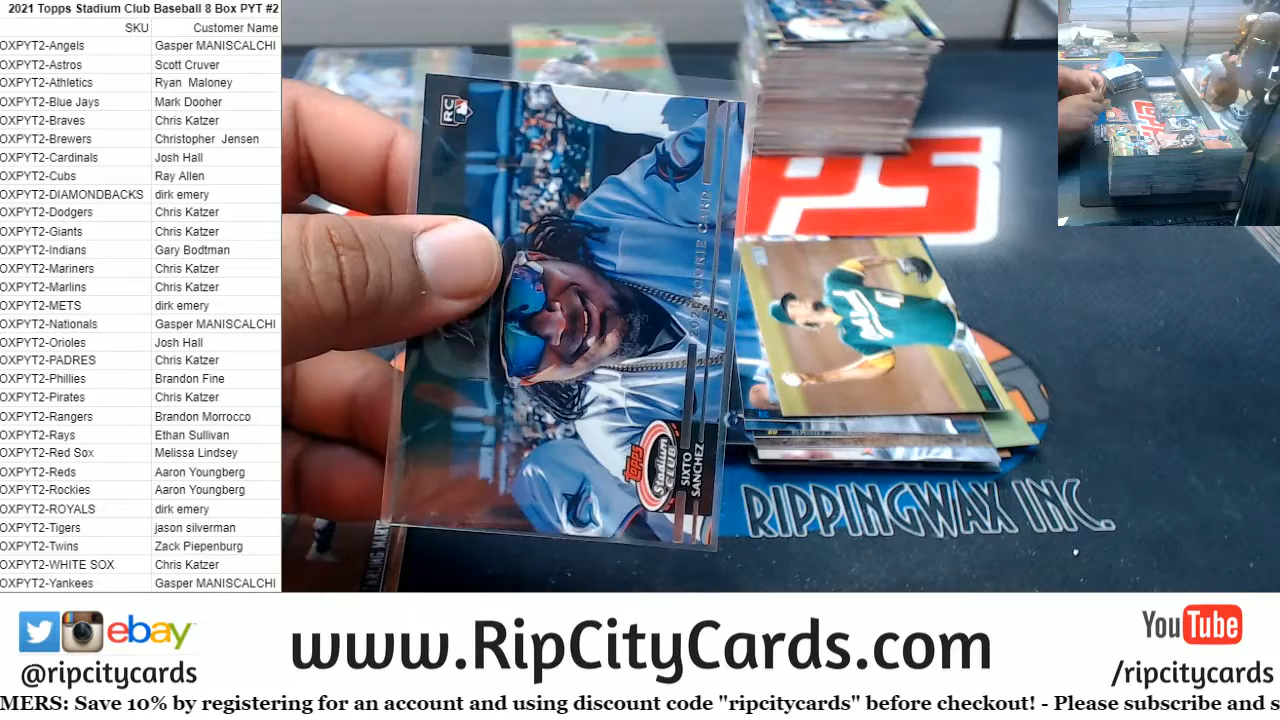 2021 Topps Stadium Club Baseball 8 Box PYT #2
SKU Customer Name
OXPYT2-Angels Gasper MANISCALCHI
OXPYT2-Astros Scott Cruver
OXPYT2-Athletics Ryan Maloney
OXPYT2-Blue Jays Mark Dooher
OXPYT2-Braves Chris Katzer
OXPYT2-Brewers Christopher Jensen
OXPYT2-Cardinals Josh Hall
OXPYT2-Cubs Ray Allen
OXPYT2-DIAMONDBACKS dirk emery
OXPYT2-Dodgers Chris Katzer
OXPYT2-Giants Chris Katzer
OXPYT2-Indians Gary Bodtman
OXPYT2-Mariners Chris Katzer
OXPYT2-Marlins Chris Katzer
OXPYT2-METS dirk emery
OXPYT2-Nationals Gasper MANISCALCHI
OXPYT2-Orioles Josh Hall
OXPYT2-PADRES Chris Katzer
OXPYT2-Phillies Brandon Fine
OXPYT2-Pirates Chris Katzer
OXPYT2-Rangers Brandon Morrocco
OXPYT2-Rays Ethan Sullivan
OXPYT2-Red Sox Melissa Lindsey
OXPYT2-Reds Aaron Youngberg
OXPYT2-Rockies Aaron Youngberg
OXPYT2-ROYALS dirk emery
OXPYT2-Tigers jason silverman
OXPYT2-Twins Zack Piepenburg
OXPYT2-WHITE SOX Chris Katzer
OXPYT2-Yankees Gasper MANISCALCHI
RC
ROOKIE CARD
Topps
Stadium
CLUB
SIXTO
SANCHEZ
PS
RIPPINGWAX INC.
ebay
@ripcitycards
www.RipCityCards.com
YouTube
/ripcitycards
MERS: Save 10% by registering for an account and using discount code "ripcitycards" before checkout! - Please subscribe and s